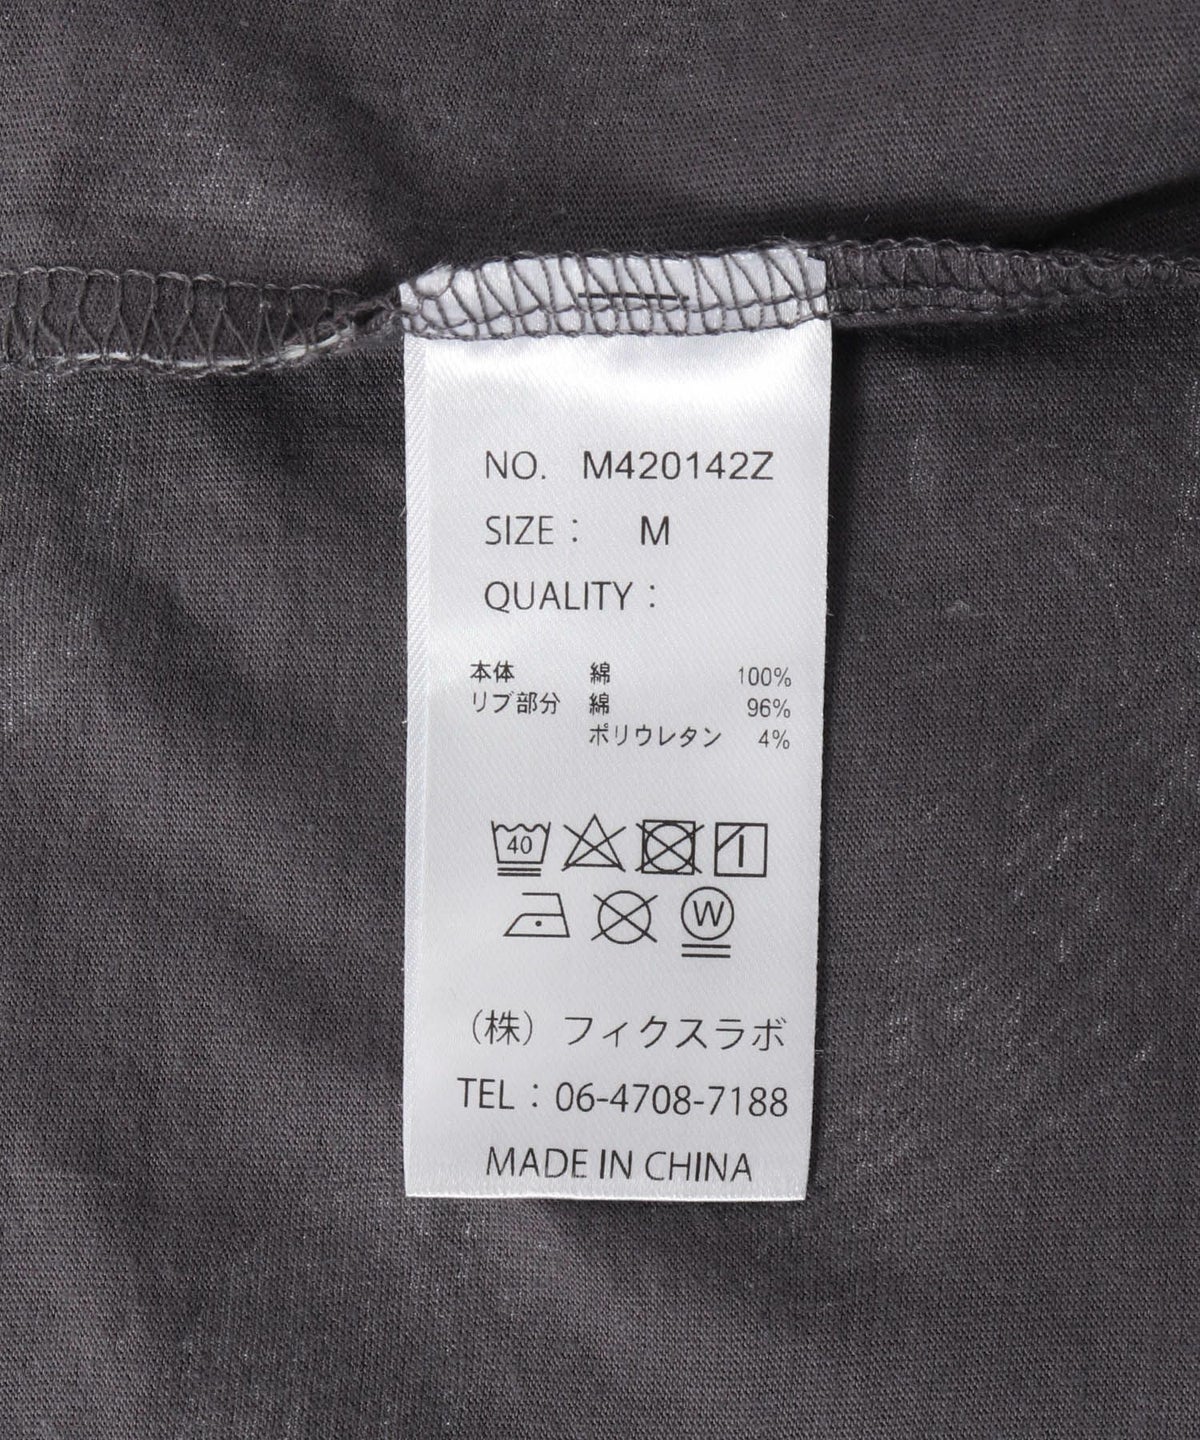 NO. M420142Z
SIZE： M
QUALITY：
本体 綿 100%
リブ部分 綿 96%
ポリウレタン 4%
40
W
（株）フィクスラボ
TEL：06-4708-7188
MADE IN CHINA